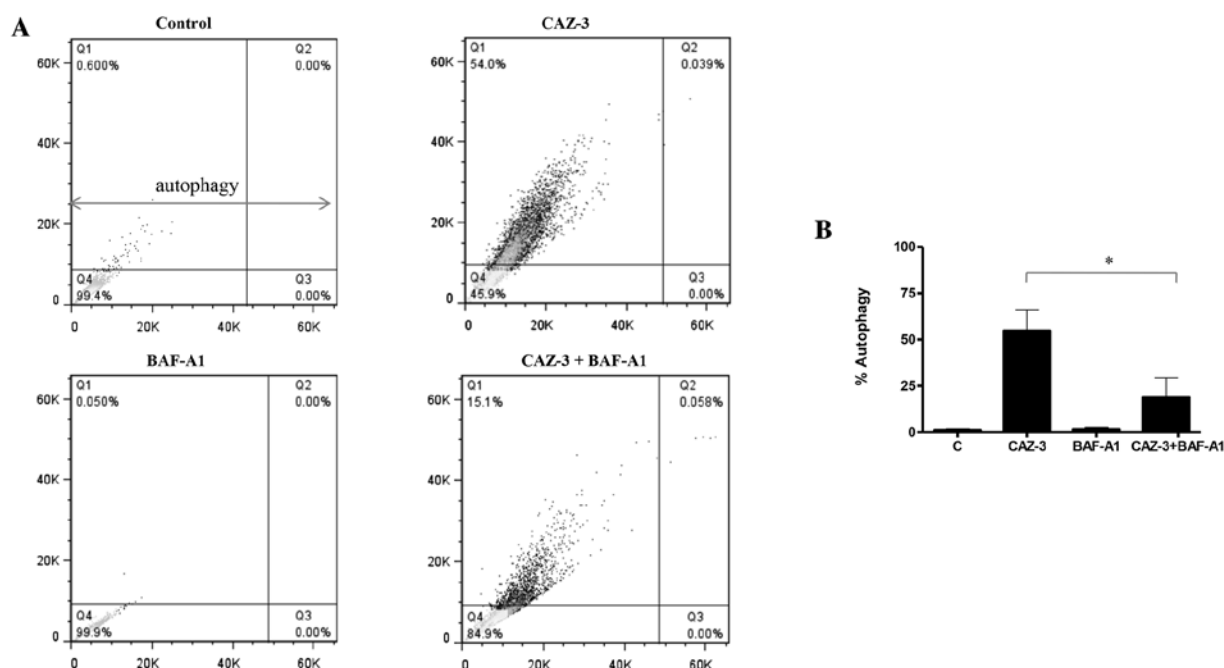 A
Control
Q1
0.600%
Q2
0.00%
60K
40K
autophagy
20K
Q4
99.4%
Q3
0.00%
0
0 20K 40K 60K
CAZ-3
Q1
54.0%
Q2
0.039%
60K
40K
20K
Q4
45.9%
Q3
0.00%
0
0 20K 40K 60K
BAF-A1
Q1
0.050%
Q2
0.00%
60K
40K
20K
Q4
99.9%
Q3
0.00%
0
0 20K 40K 60K
CAZ-3 + BAF-A1
Q1
15.1%
Q2
0.058%
60K
40K
20K
Q4
84.9%
Q3
0.00%
0
0 20K 40K 60K
B
% Autophagy
100
75
50
25
0
*
C CAZ-3 BAF-A1 CAZ-3+BAF-A1